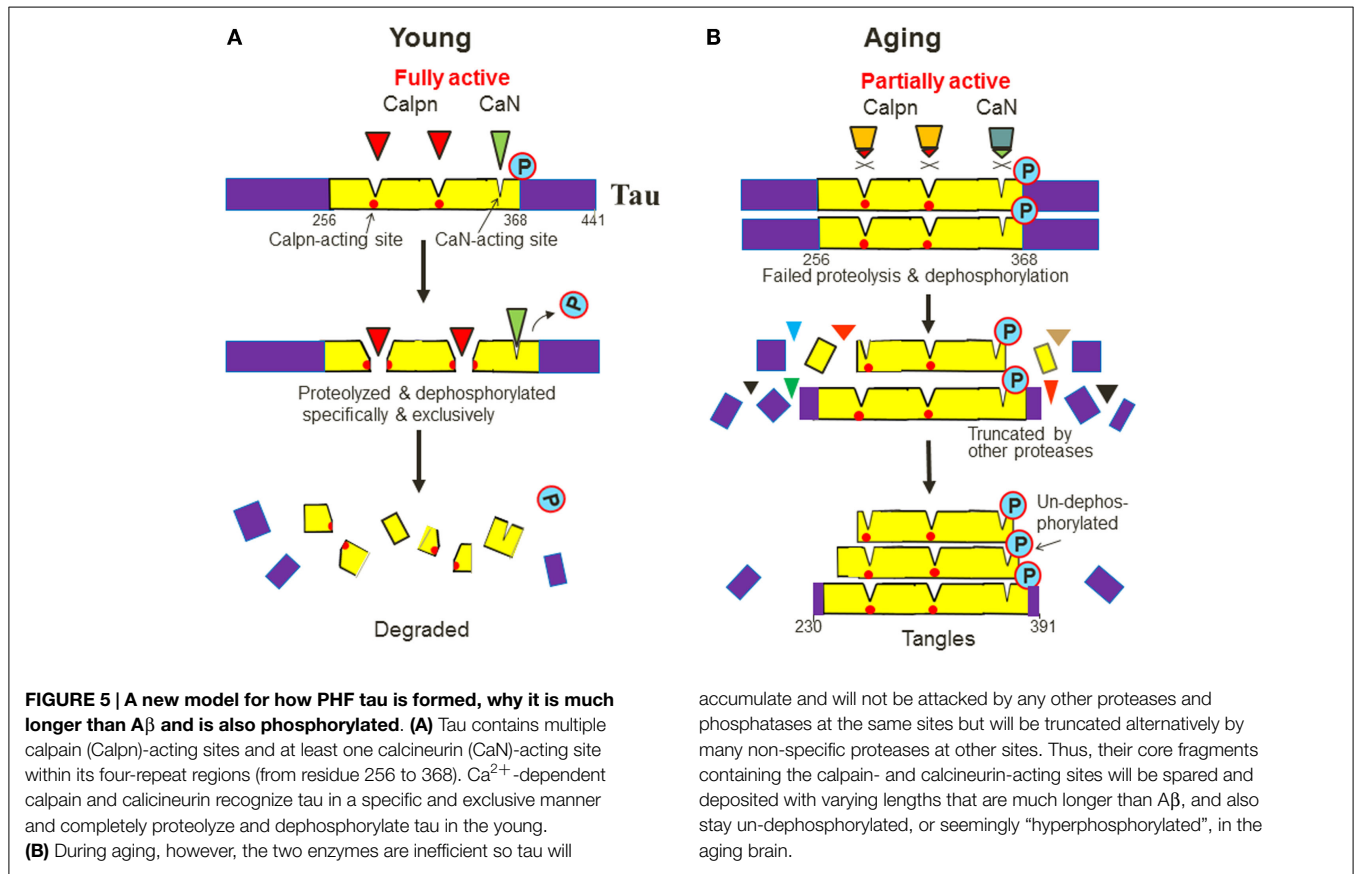 A
Young
Fully active
Calpn CaN
P
256 368 441
Tau
Calpn-acting site CaN-acting site
P
Proteolyzed & dephosphorylated
specifically & exclusively
P
Degraded
B
Aging
Partially active
Calpn CaN
P
P
256 368
Failed proteolysis & dephosphorylation
P
P
Truncated by
other proteases
Un-dephos-
phorylated
P
P
P
230 391
Tangles
FIGURE 5 | A new model for how PHF tau is formed, why it is much
longer than Aβ and is also phosphorylated. (A) Tau contains multiple
calpain (Calpn)-acting sites and at least one calcineurin (CaN)-acting site
within its four-repeat regions (from residue 256 to 368). Ca²⁺-dependent
calpain and calicineurin recognize tau in a specific and exclusive manner
and completely proteolyze and dephosphorylate tau in the young.
(B) During aging, however, the two enzymes are inefficient so tau will
accumulate and will not be attacked by any other proteases and
phosphatases at the same sites but will be truncated alternatively by
many non-specific proteases at other sites. Thus, their core fragments
containing the calpain- and calcineurin-acting sites will be spared and
deposited with varying lengths that are much longer than Aβ, and also
stay un-dephosphorylated, or seemingly “hyperphosphorylated”, in the
aging brain.